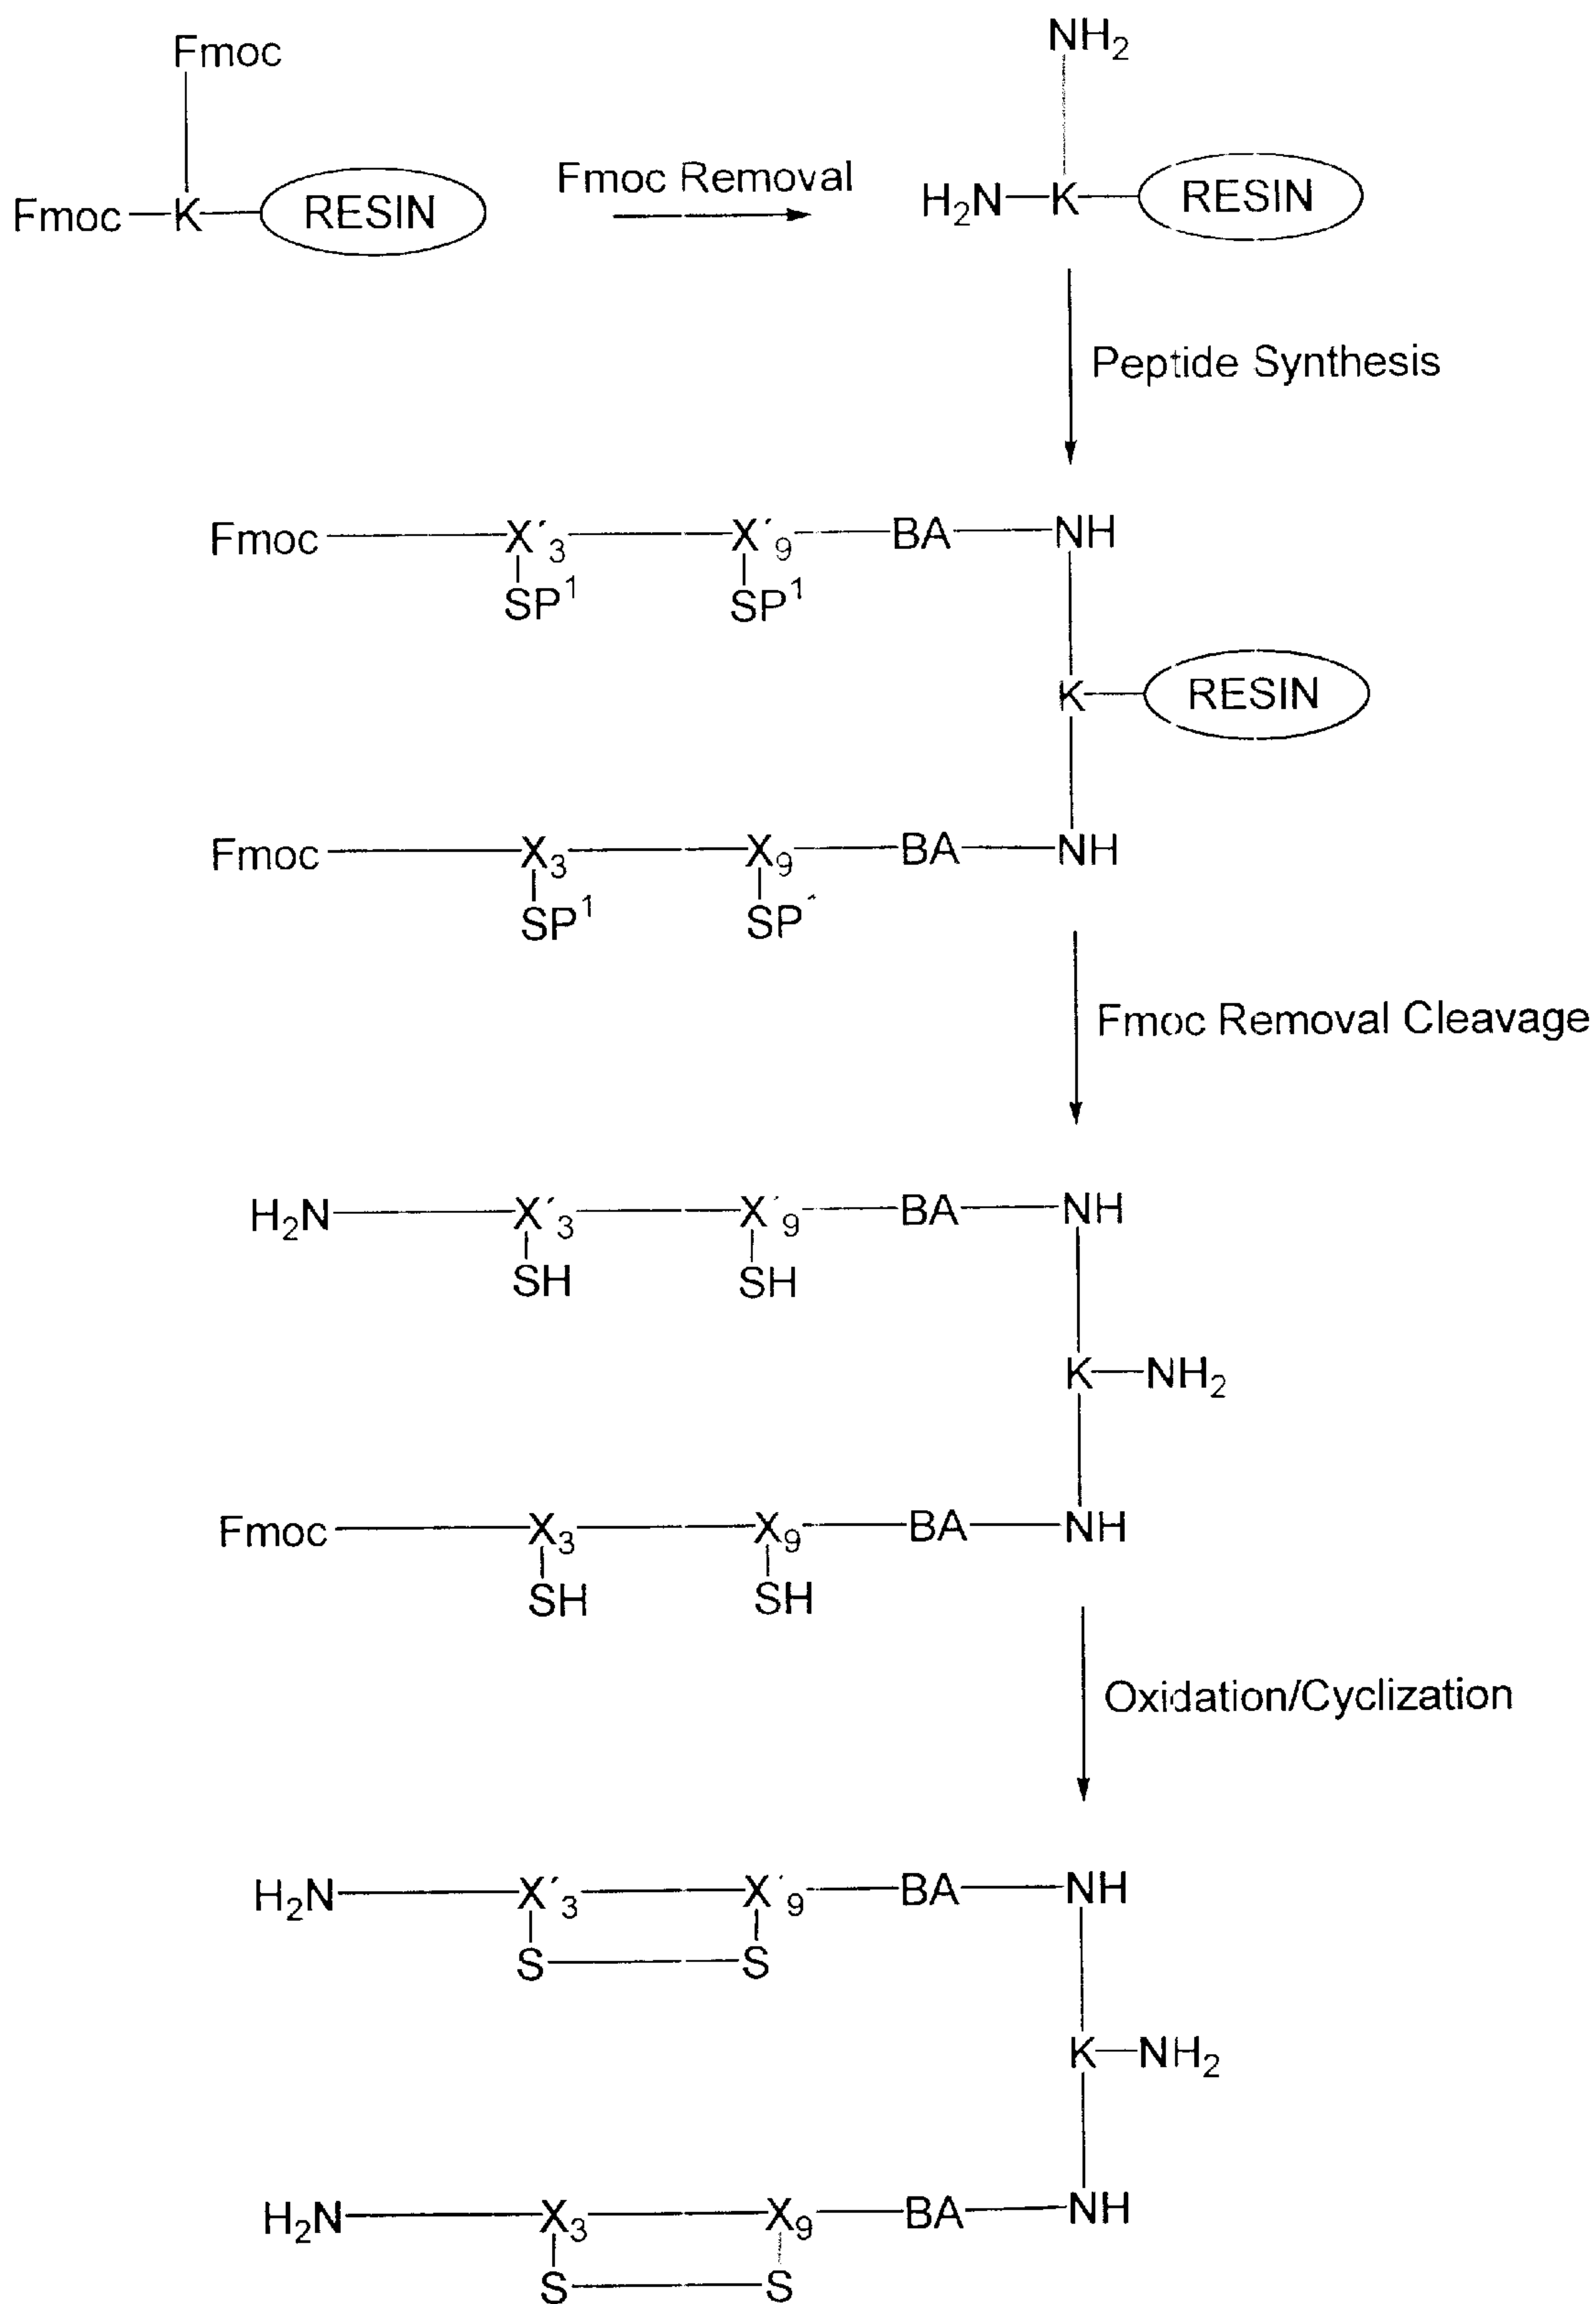 Fmoc
NH₂
Fmoc—K—RESIN
Fmoc Removal
H₂N—K—RESIN
Peptide Synthesis
Fmoc—X´₃—X´₉—BA—NH
SP¹ SP¹
K—RESIN
Fmoc—X₃—X₉—BA—NH
SP¹ SP¹
Fmoc Removal Cleavage
H₂N—X´₃—X´₉—BA—NH
SH SH
K—NH₂
Fmoc—X₃—X₉—BA—NH
SH SH
Oxidation/Cyclization
H₂N—X´₃—X´₉—BA—NH
S—S
K—NH₂
H₂N—X₃—X₉—BA—NH
S—S